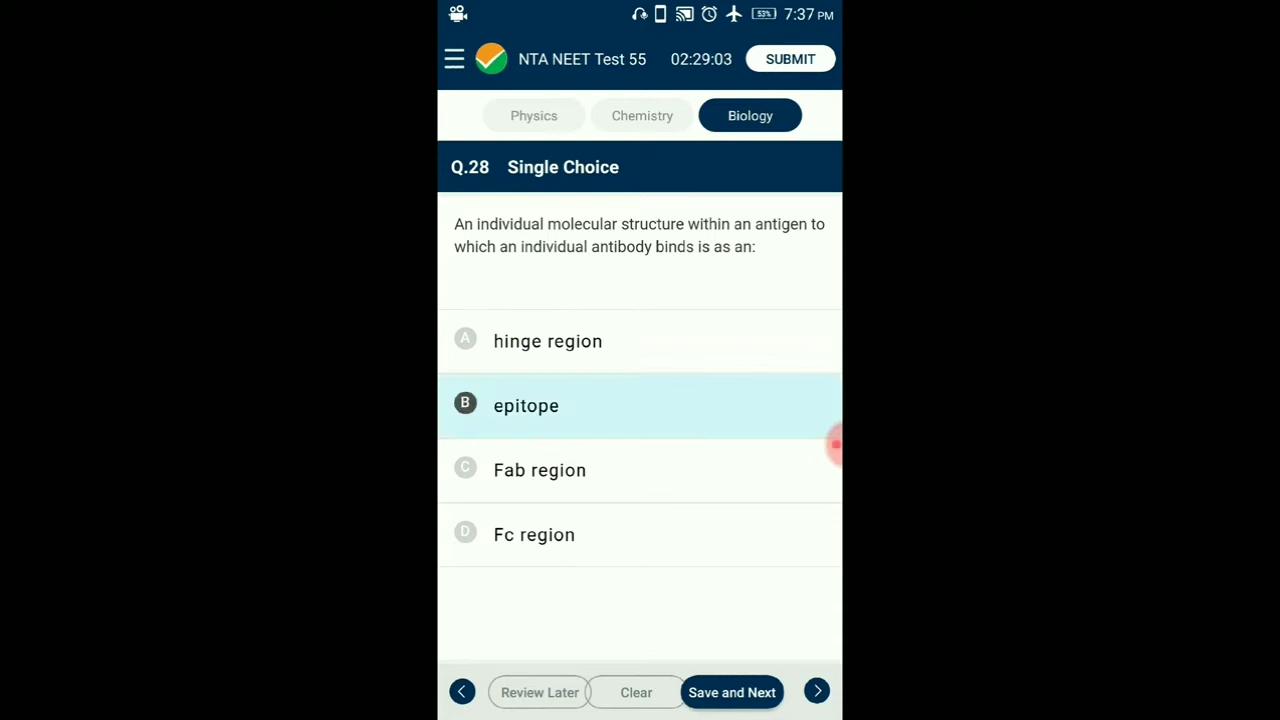 53% 7:37 PM
NTA NEET Test 55 02:29:03 SUBMIT
Physics Chemistry Biology
Q.28 Single Choice
An individual molecular structure within an antigen to
which an individual antibody binds is as an:
A hinge region
B epitope
C Fab region
D Fc region
Review Later Clear Save and Next